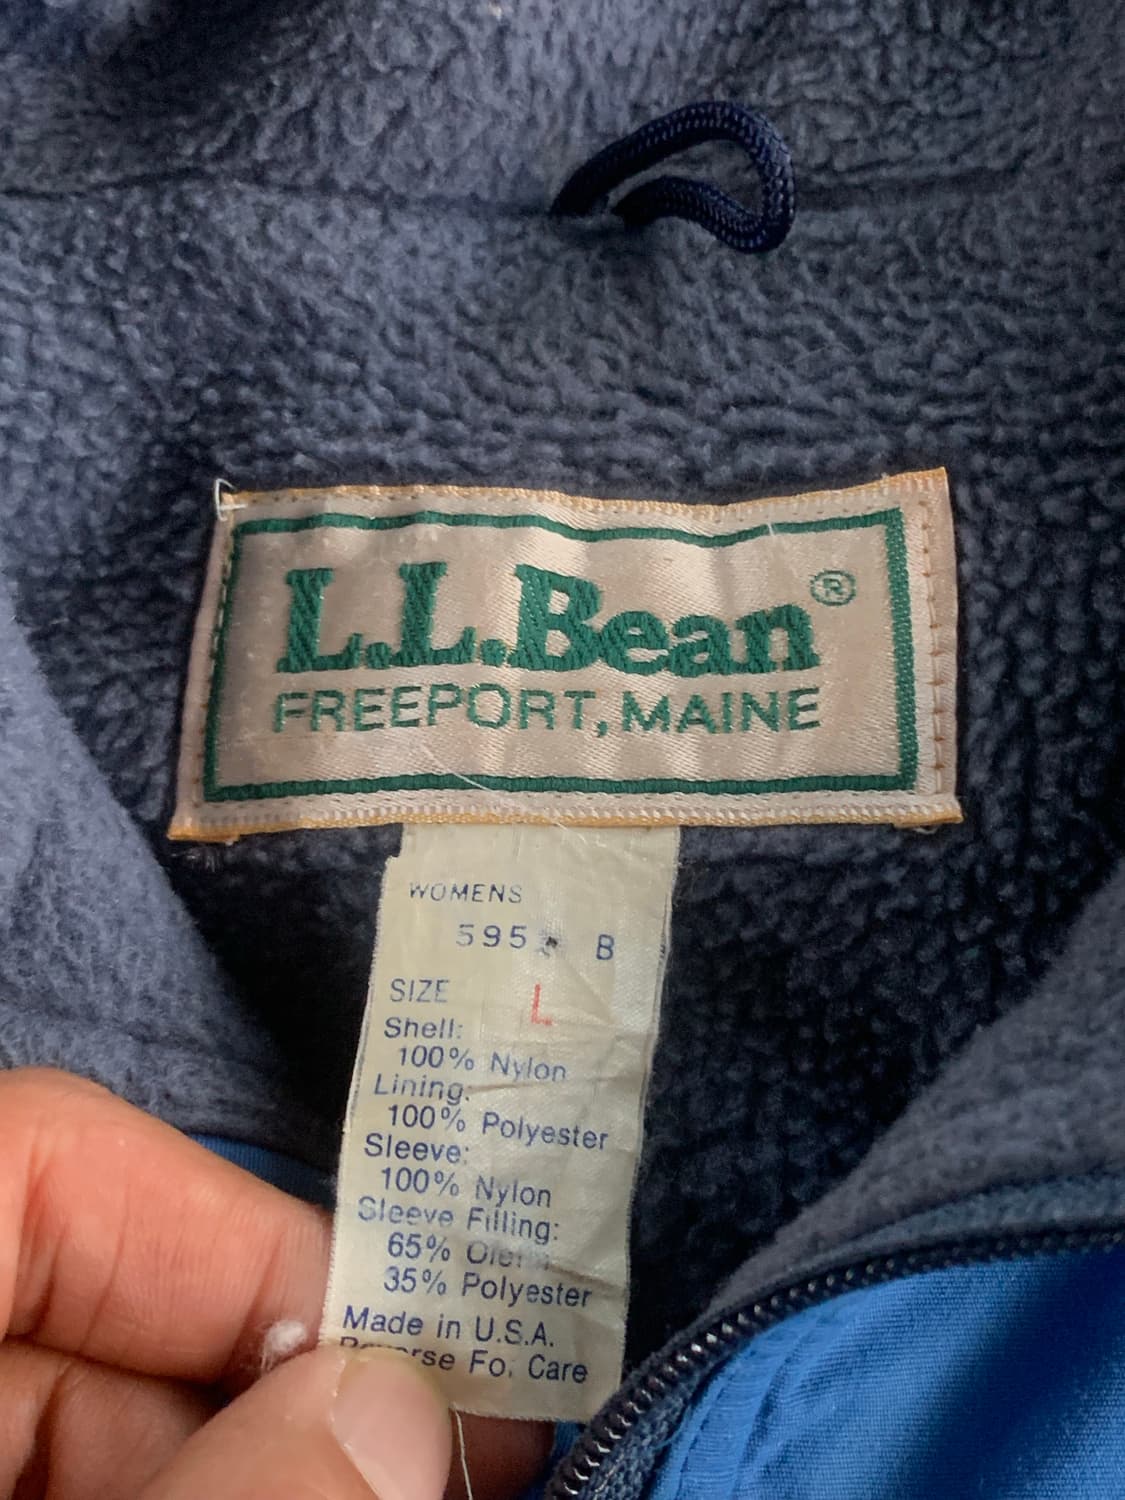 L.L.Bean®
FREEPORT, MAINE
WOMENS
B
SIZE L
Shell:
100% Nylon
Lining:
100% Polyester
Sleeve:
100% Nylon
Sleeve Filling:
65%
35% Polyester
Made in U.S.A.
Care